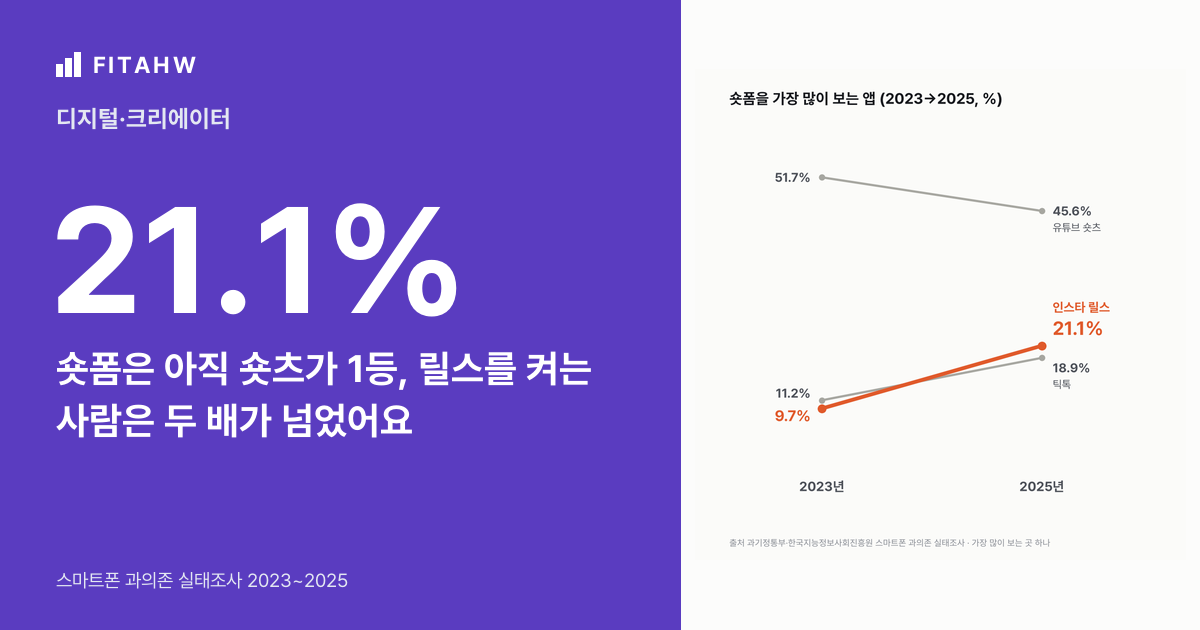 FITAHW
디지털·크리에이터
21.1%
숏폼은 아직 숏츠가 1등, 릴스를 켜는
사람은 두 배가 넘었어요
스마트폰 과의존 실태조사 2023~2025
숏폼을 가장 많이 보는 앱 (2023→2025, %)
51.7%
45.6%
유튜브 숏츠
인스타 릴스
21.1%
18.9%
틱톡
11.2%
9.7%
2023년
2025년
출처 과기정통부·한국지능정보사회진흥원 스마트폰 과의존 실태조사 · 가장 많이 보는 곳 하나